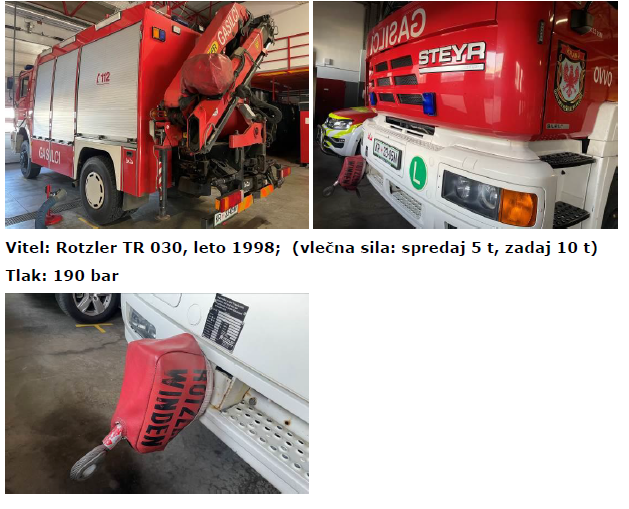 GASILCI
112
GASILCI
GASILCI
STEYR
L
Vitel: Rotzler TR 030, leto 1998;  (vlečna sila: spredaj 5 t, zadaj 10 t)
Tlak: 190 bar
WINDEN